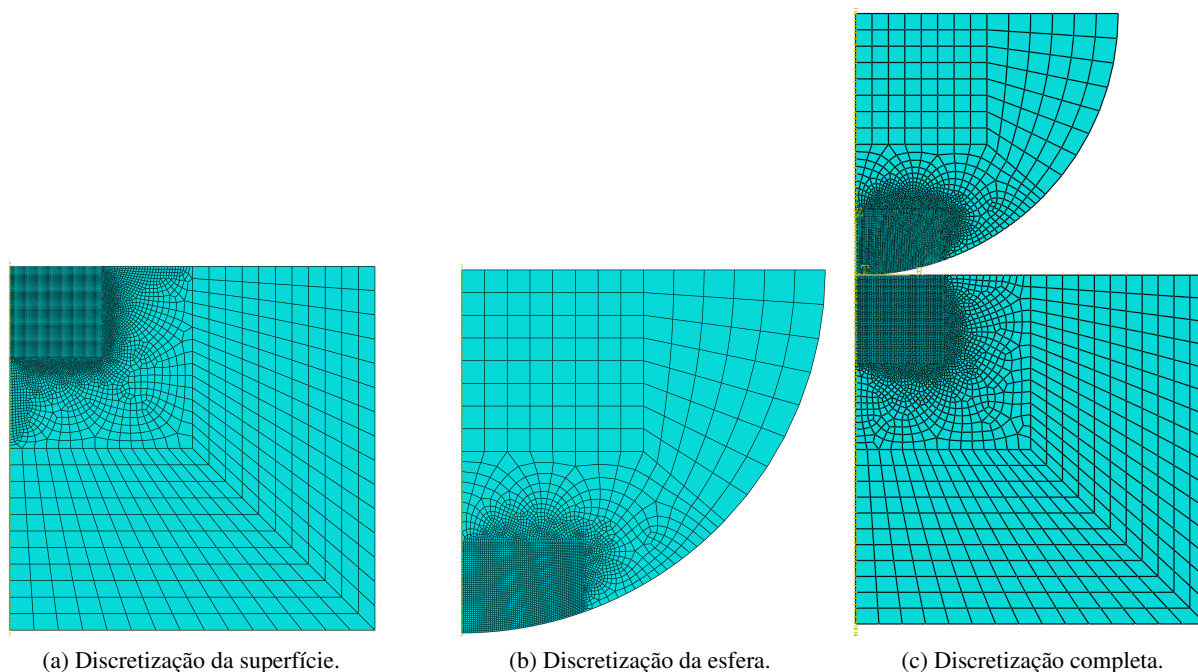 (a) Discretização da superfície.
(b) Discretização da esfera.
(c) Discretização completa.